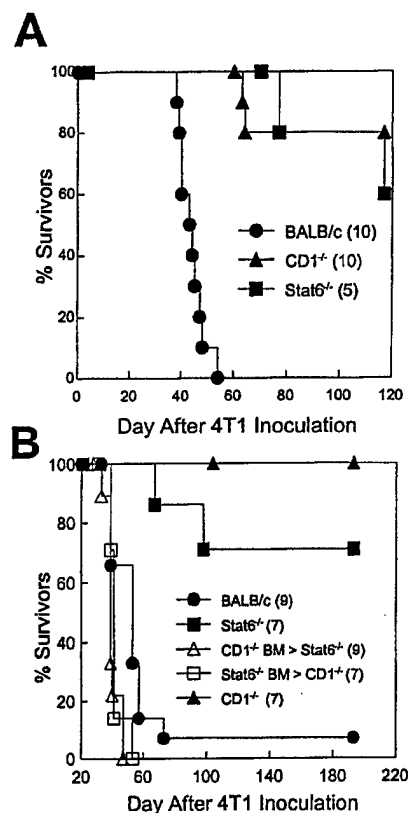 A
100
80
60
40
20
0
% Survivors
BALB/c (10)
CD1-/- (10)
Stat6-/- (5)
0 20 40 60 80 100 120
Day After 4T1 Inoculation
B
100
80
60
40
20
0
% Survivors
BALB/c (9)
Stat6-/- (7)
CD1-/- BM > Stat6-/- (9)
Stat6-/- BM > CD1-/- (7)
CD1-/- (7)
20 60 100 140 180 220
Day After 4T1 Inoculation